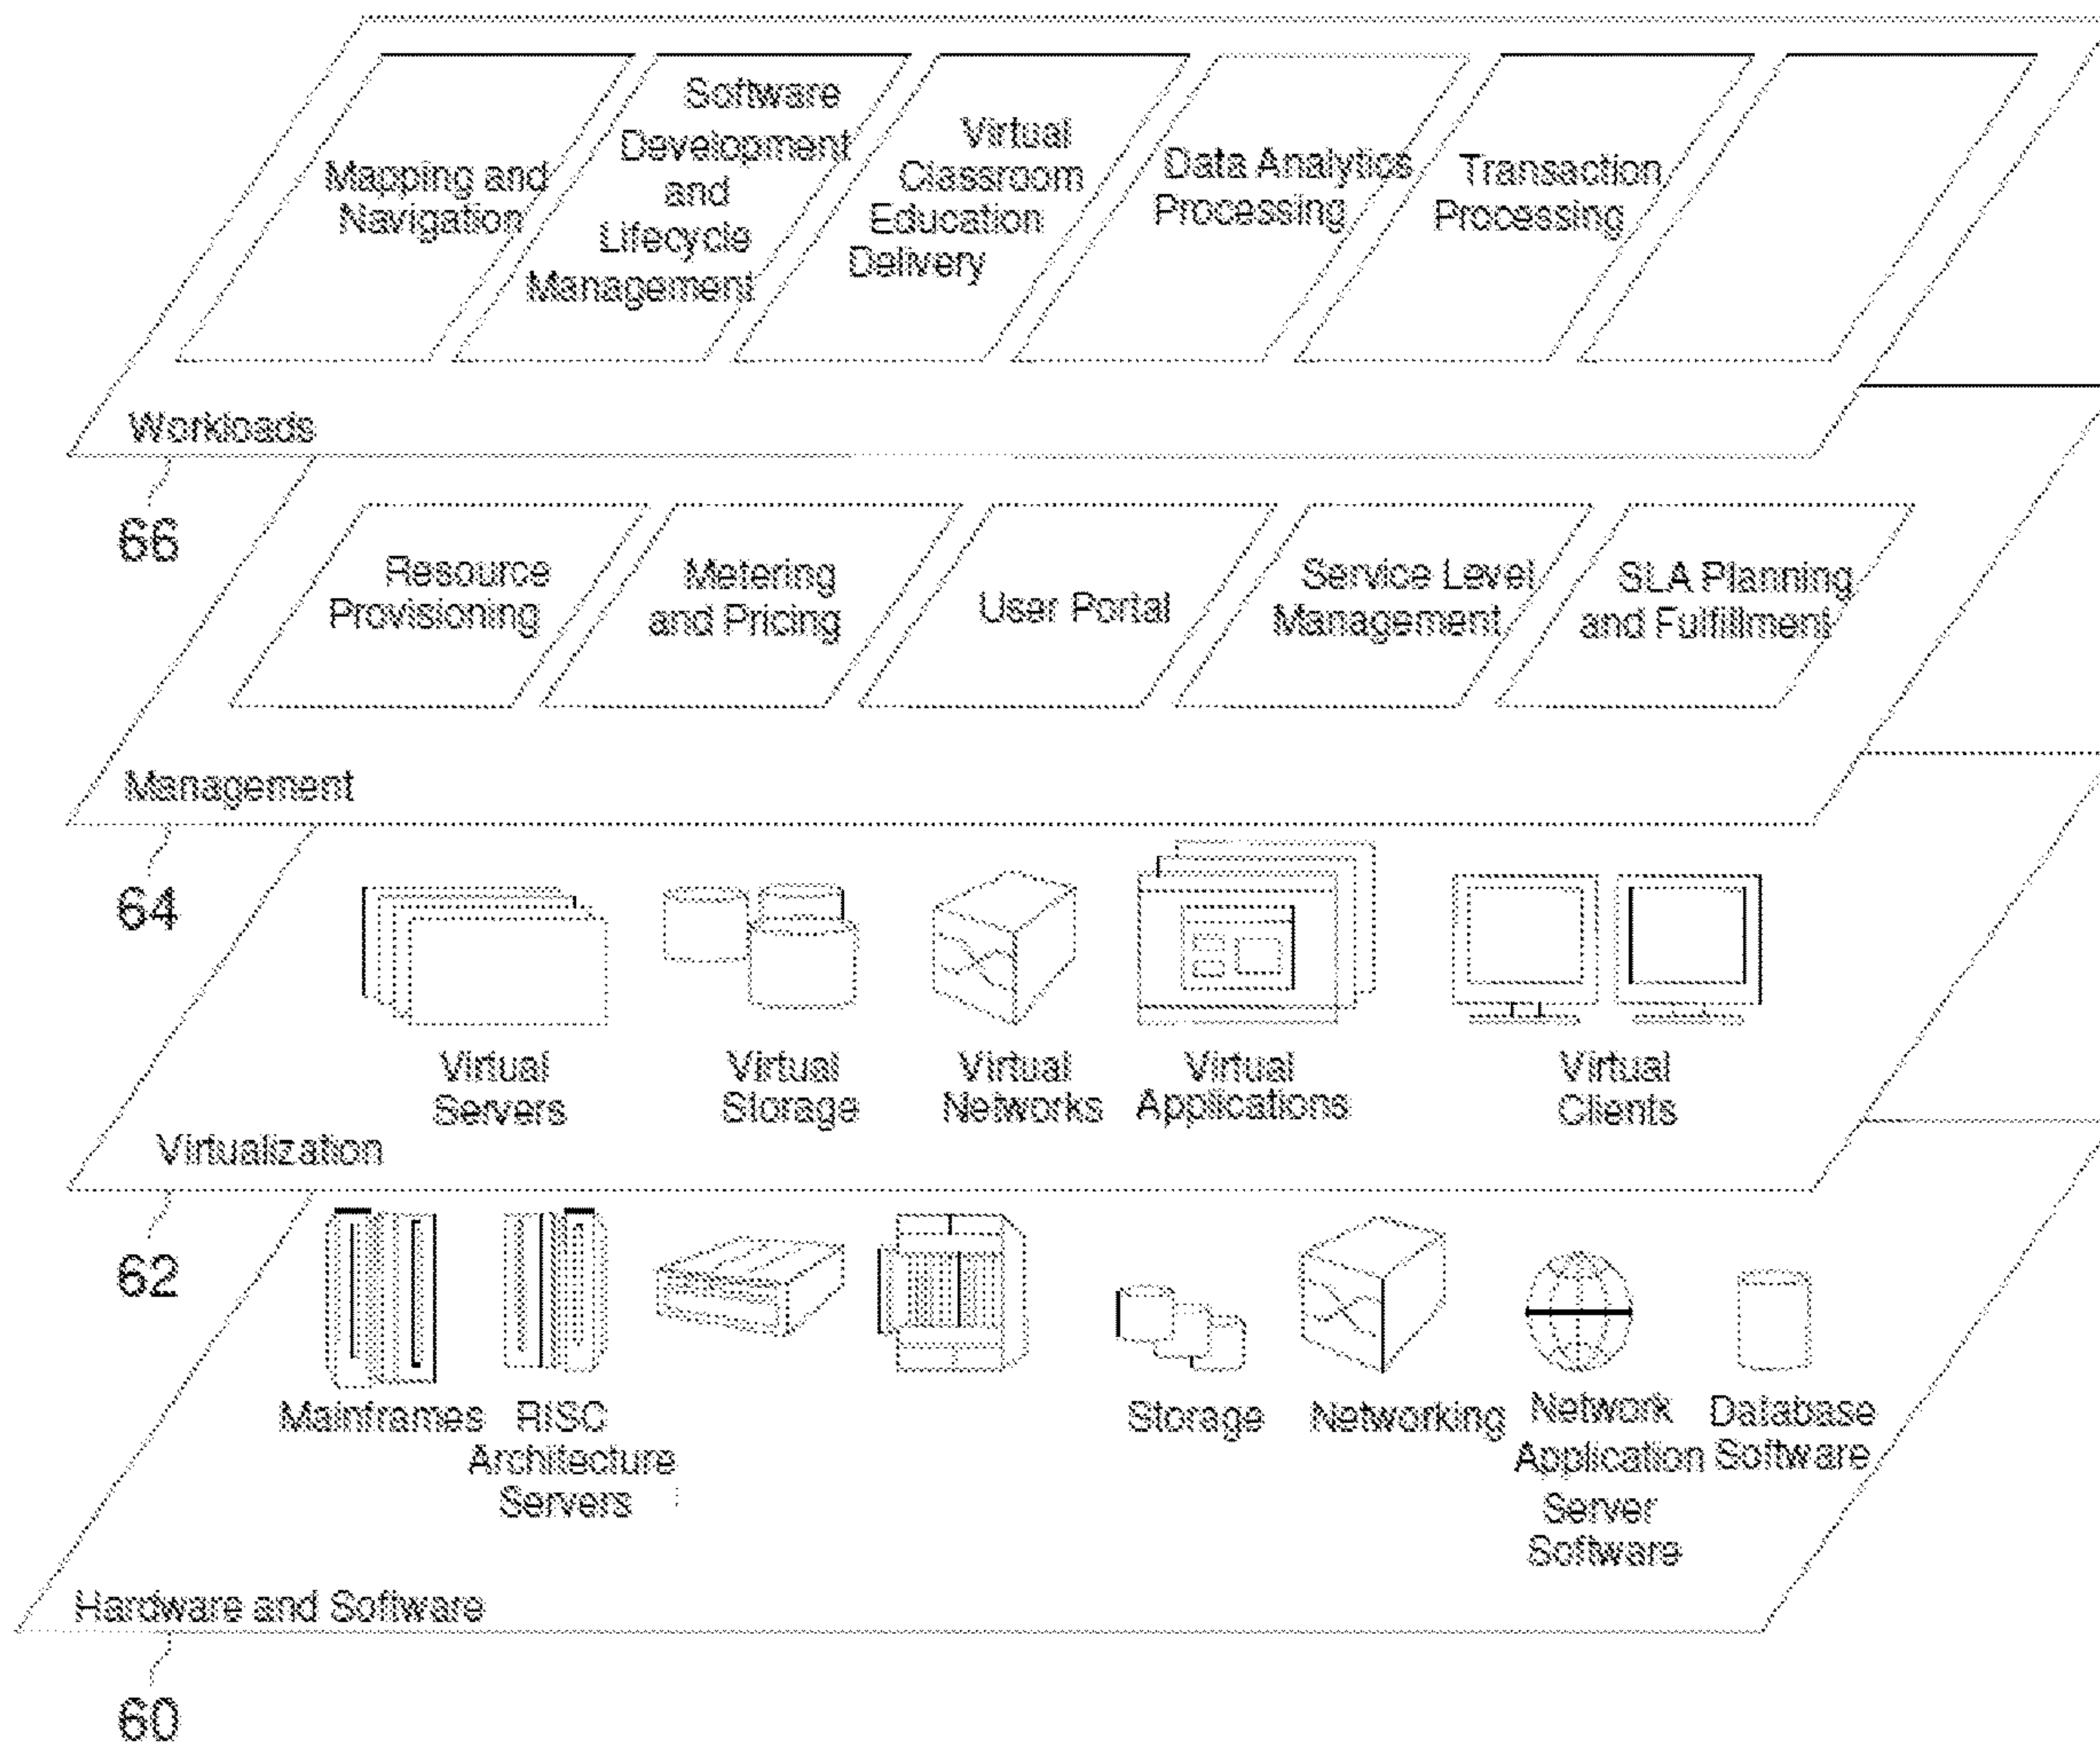 Mapping and
Navigation
Software
Development
and
Lifecycle
Management
Virtual
Classroom
Education
Delivery
Data Analytics
Processing
Transaction
Processing
Workloads
66
Resource
Provisioning
Metering
and Pricing
User Portal
Service Level
Management
SLA Planning
and Fulfillment
Management
64
Virtual
Servers
Virtual
Storage
Virtual
Networks
Virtual
Applications
Virtual
Clients
Virtualization
62
Mainframes
RISC
Architecture
Servers
Storage
Networking
Network
Application
Server
Software
Database
Software
Hardware and Software
60